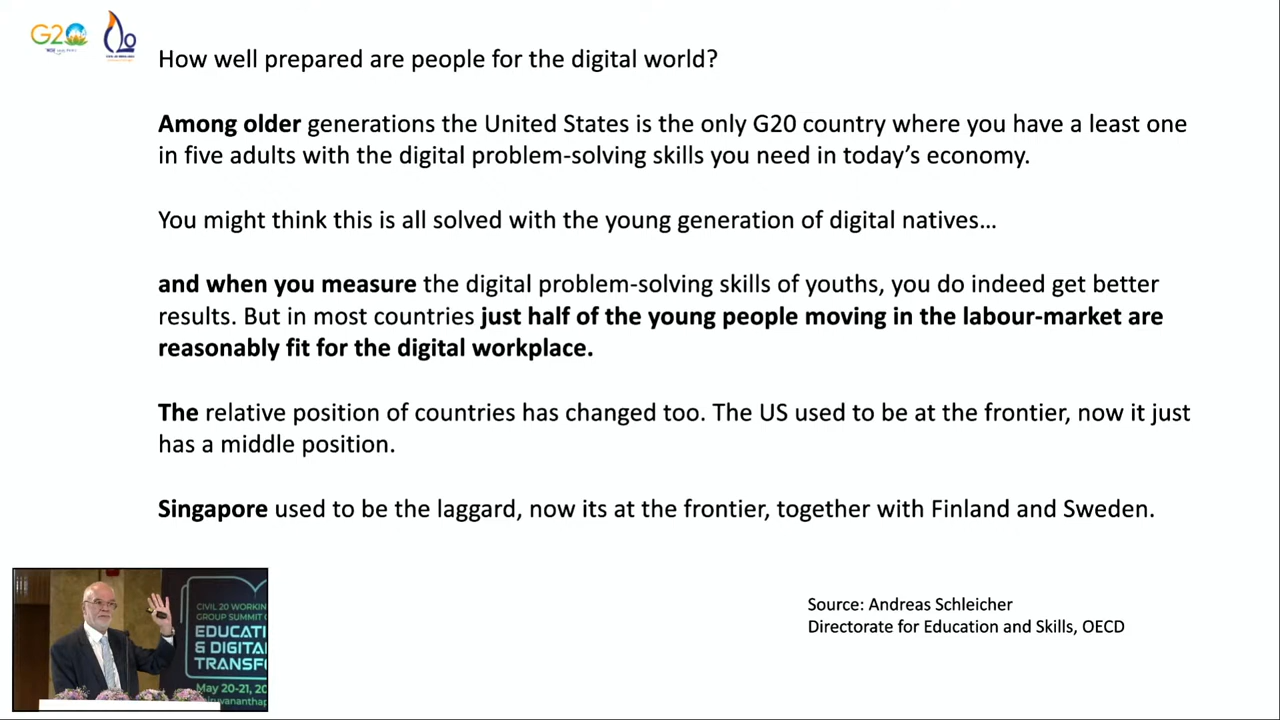 G20
How well prepared are people for the digital world?
Among older generations the United States is the only G20 country where you have a least one
in five adults with the digital problem-solving skills you need in today's economy.
You might think this is all solved with the young generation of digital natives…
and when you measure the digital problem-solving skills of youths, you do indeed get better
results. But in most countries just half of the young people moving in the labour-market are
reasonably fit for the digital workplace.
The relative position of countries has changed too. The US used to be at the frontier, now it just
has a middle position.
Singapore used to be the laggard, now its at the frontier, together with Finland and Sweden.
CIVIL 20 WORKIN
GROUP SUMMIT
EDUCATI
& DIGITA
TRANSF
May 20-21, 20
Source: Andreas Schleicher
Directorate for Education and Skills, OECD